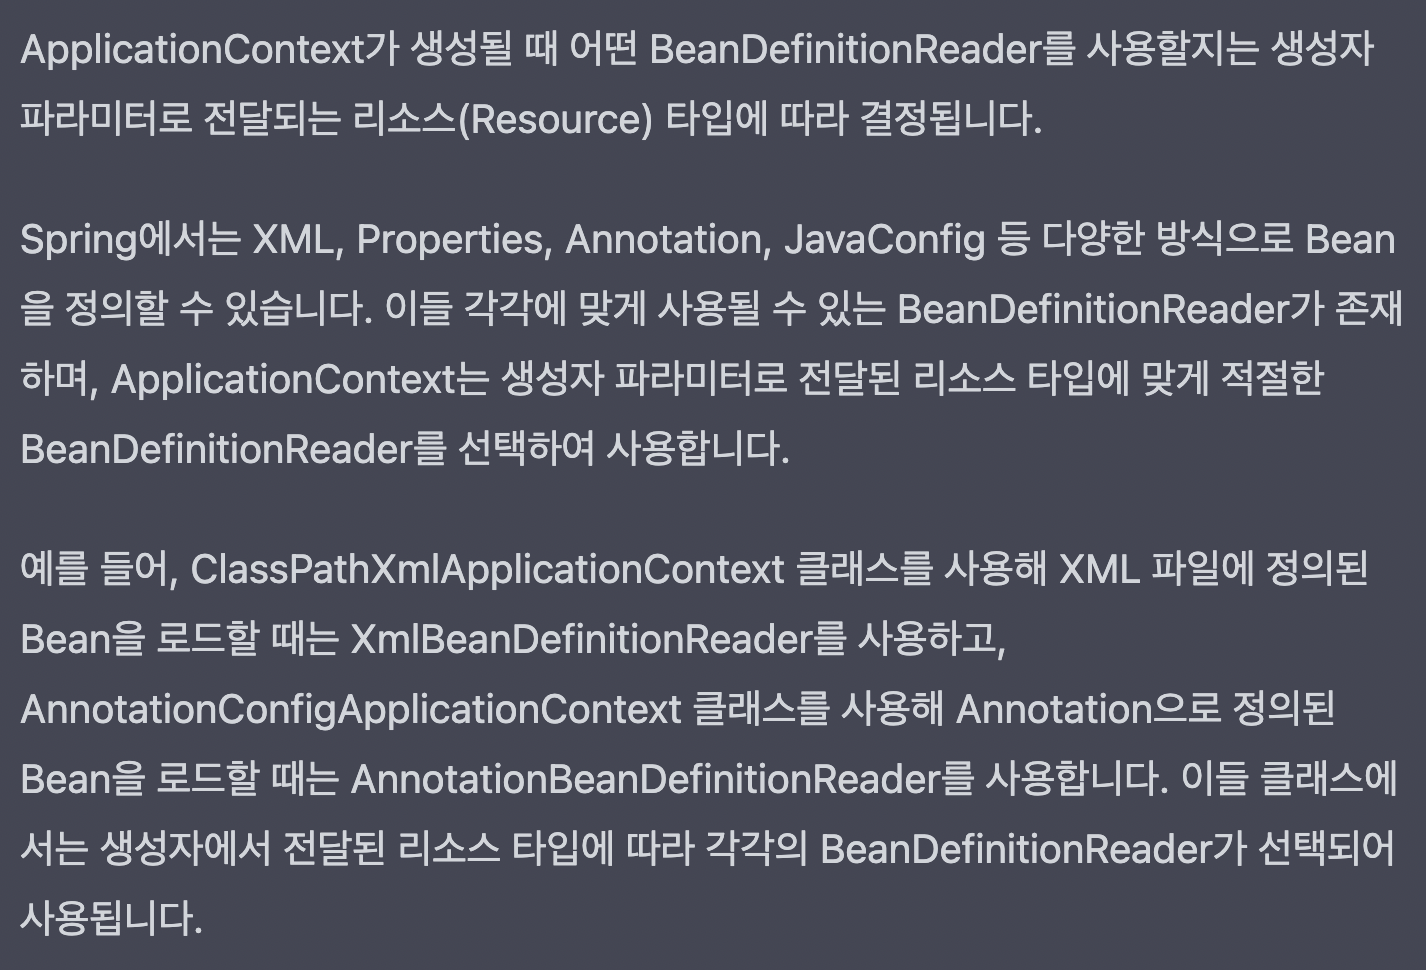 ApplicationContext가 생성될 때 어떤 BeanDefinitionReader를 사용할지는 생성자
파라미터로 전달되는 리소스(Resource) 타입에 따라 결정됩니다.
Spring에서는 XML, Properties, Annotation, JavaConfig 등 다양한 방식으로 Bean
을 정의할 수 있습니다. 이들 각각에 맞게 사용될 수 있는 BeanDefinitionReader가 존재
하며, ApplicationContext는 생성자 파라미터로 전달된 리소스 타입에 맞게 적절한
BeanDefinitionReader를 선택하여 사용합니다.
예를 들어, ClassPathXmlApplicationContext 클래스를 사용해 XML 파일에 정의된
Bean을 로드할 때는 XmlBeanDefinitionReader를 사용하고,
AnnotationConfigApplicationContext 클래스를 사용해 Annotation으로 정의된
Bean을 로드할 때는 AnnotationBeanDefinitionReader를 사용합니다. 이들 클래스에
서는 생성자에서 전달된 리소스 타입에 따라 각각의 BeanDefinitionReader가 선택되어
사용됩니다.